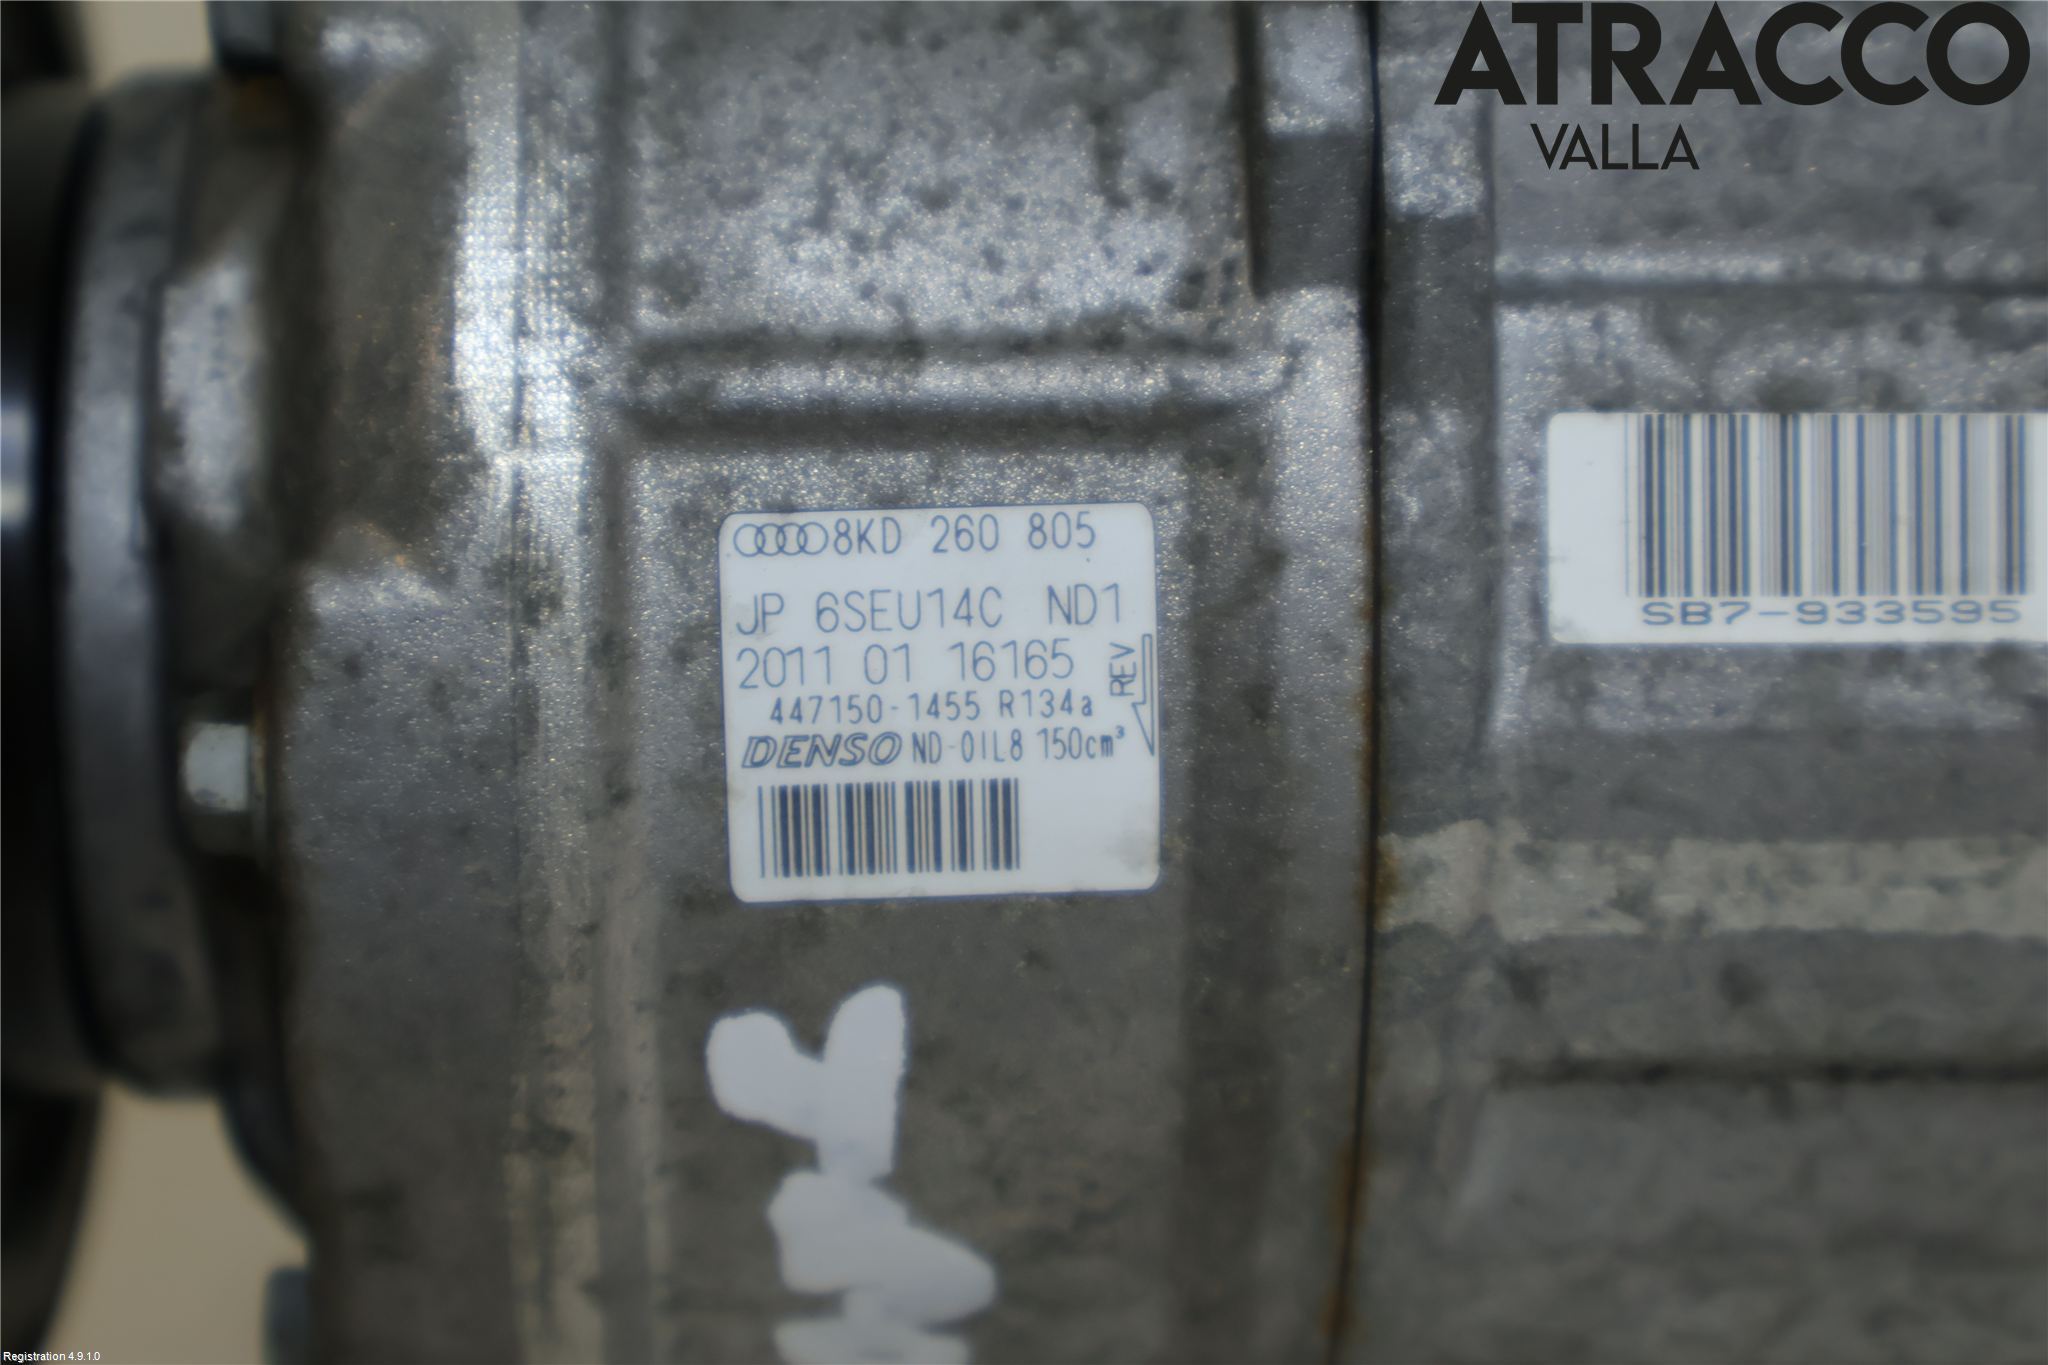 ATRACCO
VALLA
8KD 260 805
JP 6SEU14C ND1
2011 01 16165
REV
447150-1455 R134a
DENSO ND-OIL8 150cm³
SB7-933595
Registration 4.9.1.0